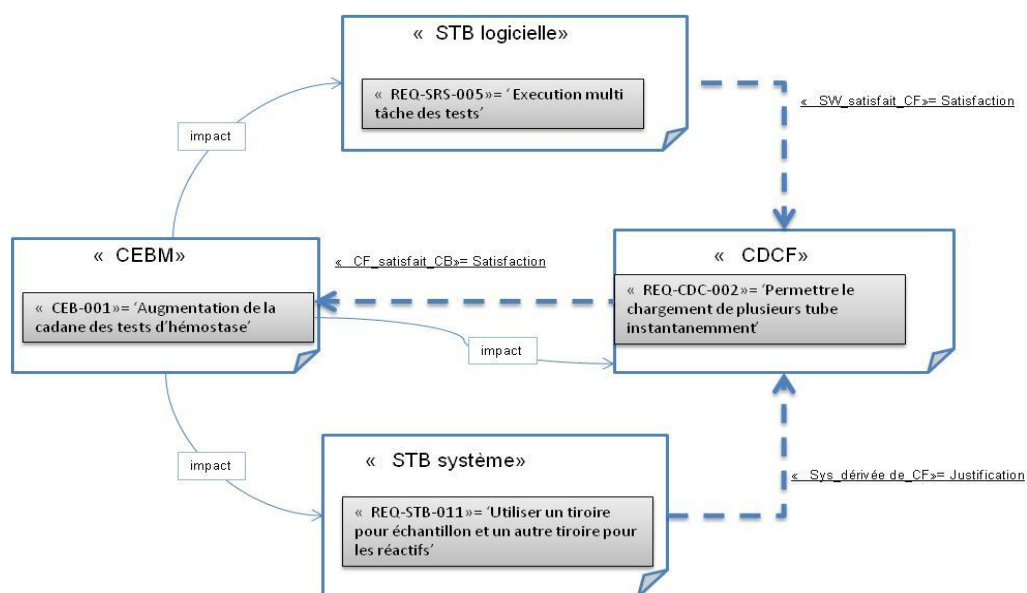 « STB logicielle»
« REQ-SRS-005»= ‘Execution multi
tâche des tests’
« SW_satisfait_CF»= Satisfaction
impact
« CEBM»
« CEB-001»= ‘Augmentation de la
cadane des tests d’hémostase’
« CF_satisfait_CB»= Satisfaction
« CDCF»
« REQ-CDC-002»= ‘Permettre le
chargement de plusieurs tube
instantanemment’
impact
impact
« STB système»
« REQ-STB-011»= ‘Utiliser un tiroire
pour échantillon et un autre tiroire pour
les réactifs’
« Sys_dérivée de_CF»= Justification